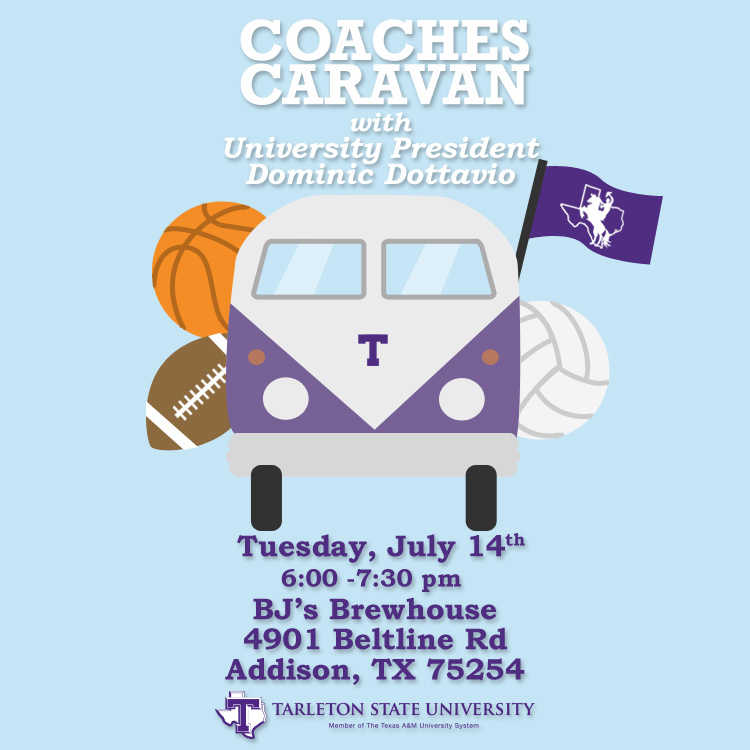 COACHES
CARAVAN
with
University President
Dominic Dottavio
T
Tuesday, July 14th
6:00 -7:30 pm
BJ's Brewhouse
4901 Beltline Rd
Addison, TX 75254
T TARLETON STATE UNIVERSITY
Member of The Texas A&M University System